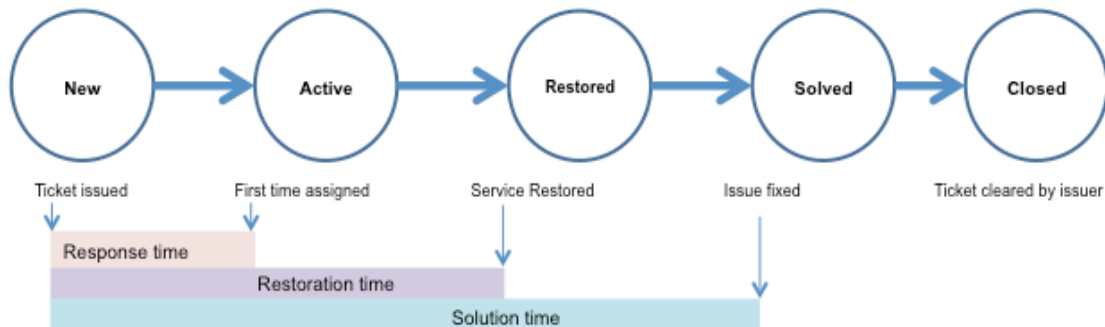 New
Active
Restored
Solved
Closed
Ticket issued
First time assigned
Service Restored
Issue fixed
Ticket cleared by issuer
Response time
Restoration time
Solution time